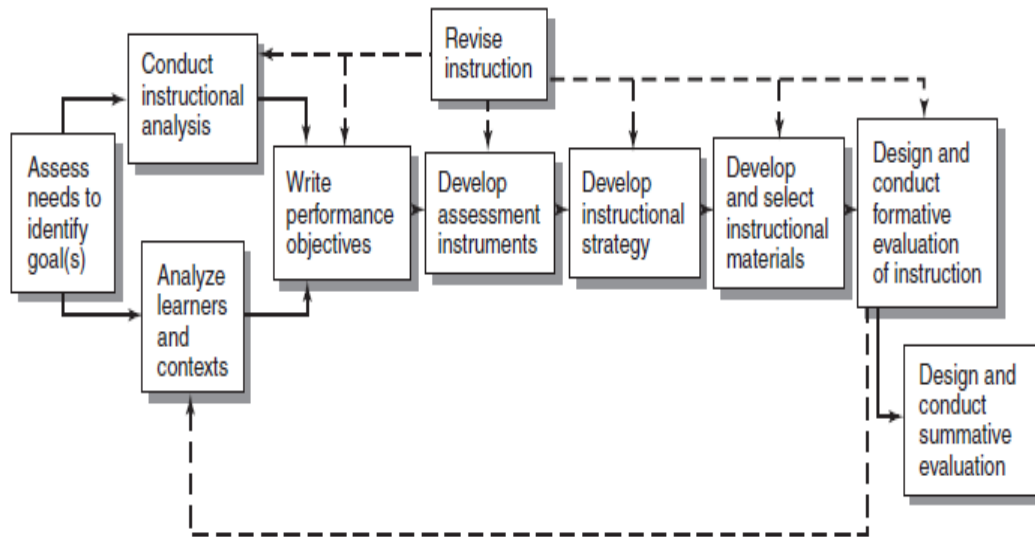 Assess
needs to
identify
goal(s)
Conduct
instructional
analysis
Analyze
learners
and
contexts
Revise
instruction
Write
performance
objectives
Develop
assessment
instruments
Develop
instructional
strategy
Develop
and select
instructional
materials
Design and
conduct
formative
evaluation
of instruction
Design and
conduct
summative
evaluation